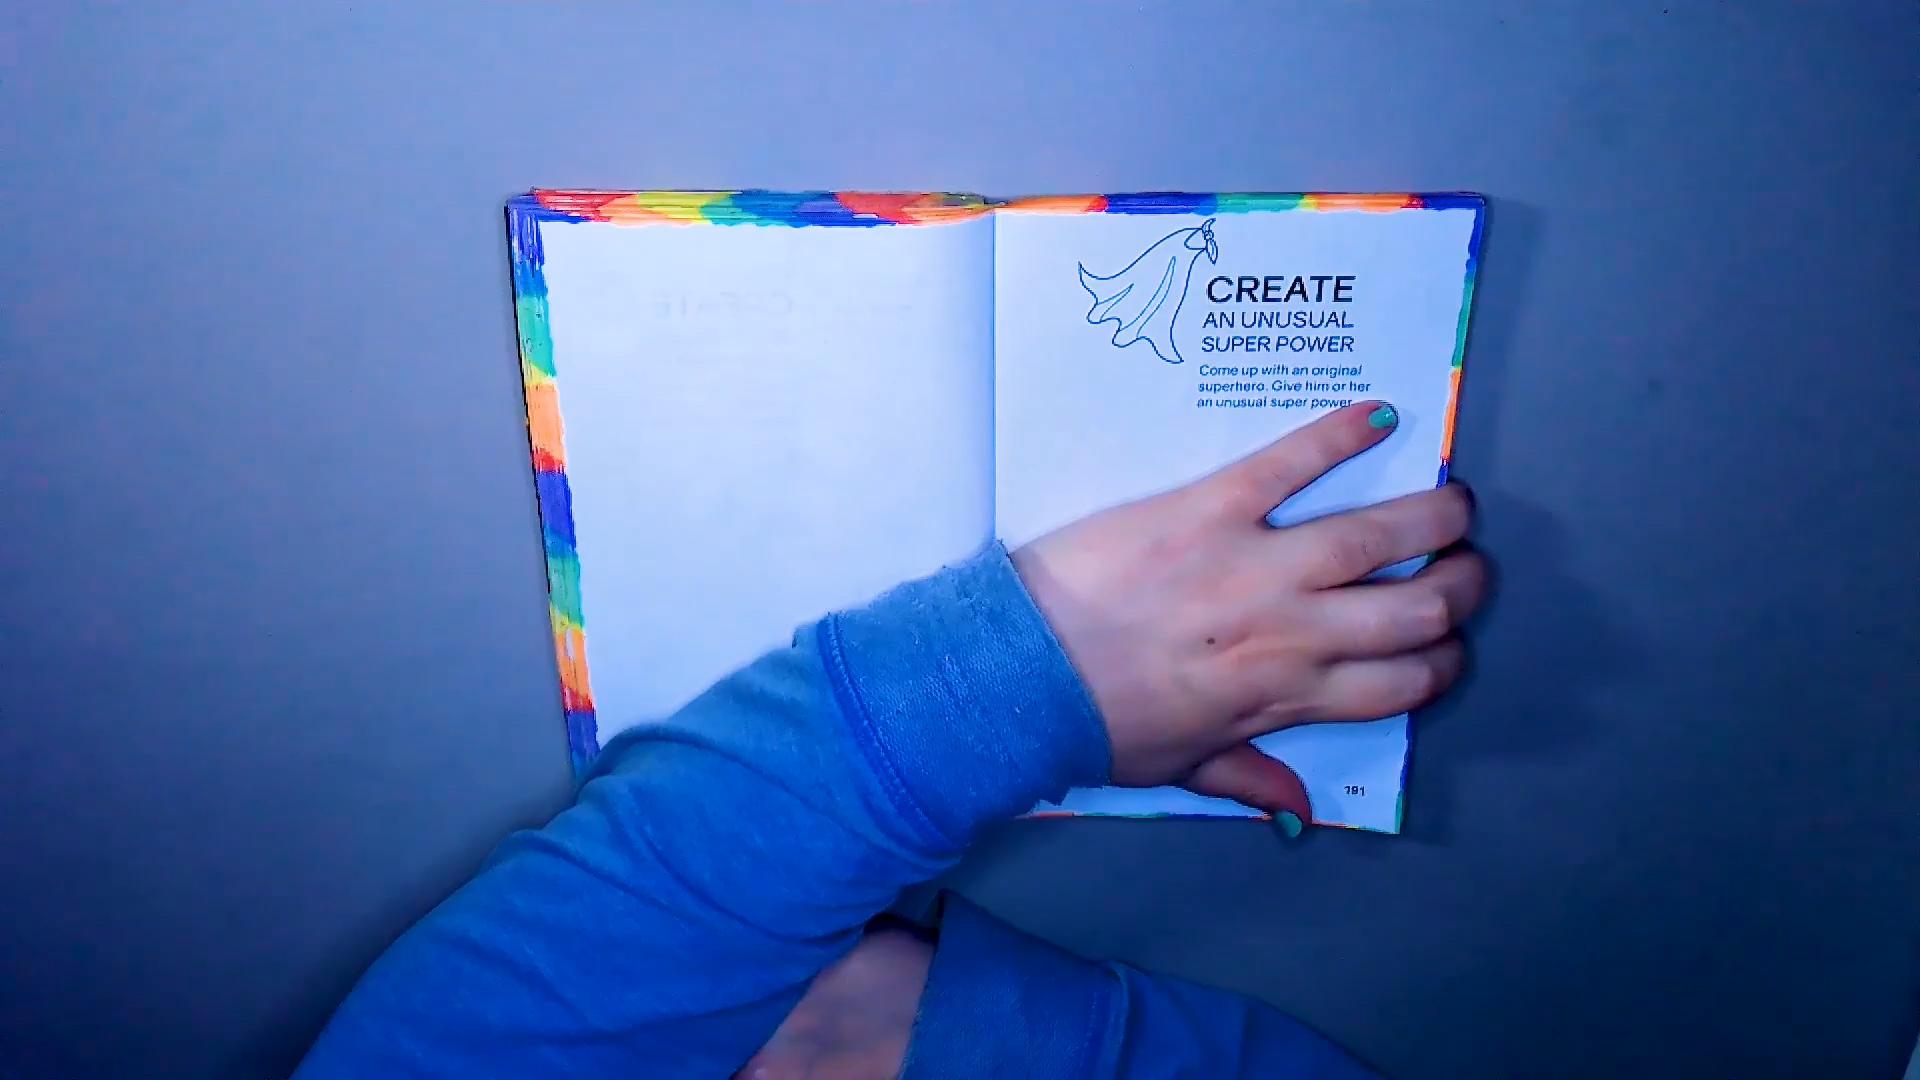 CREATE
AN UNUSUAL
SUPER POWER
Come up with an original
superhero. Give him or her
an unusual super power
191